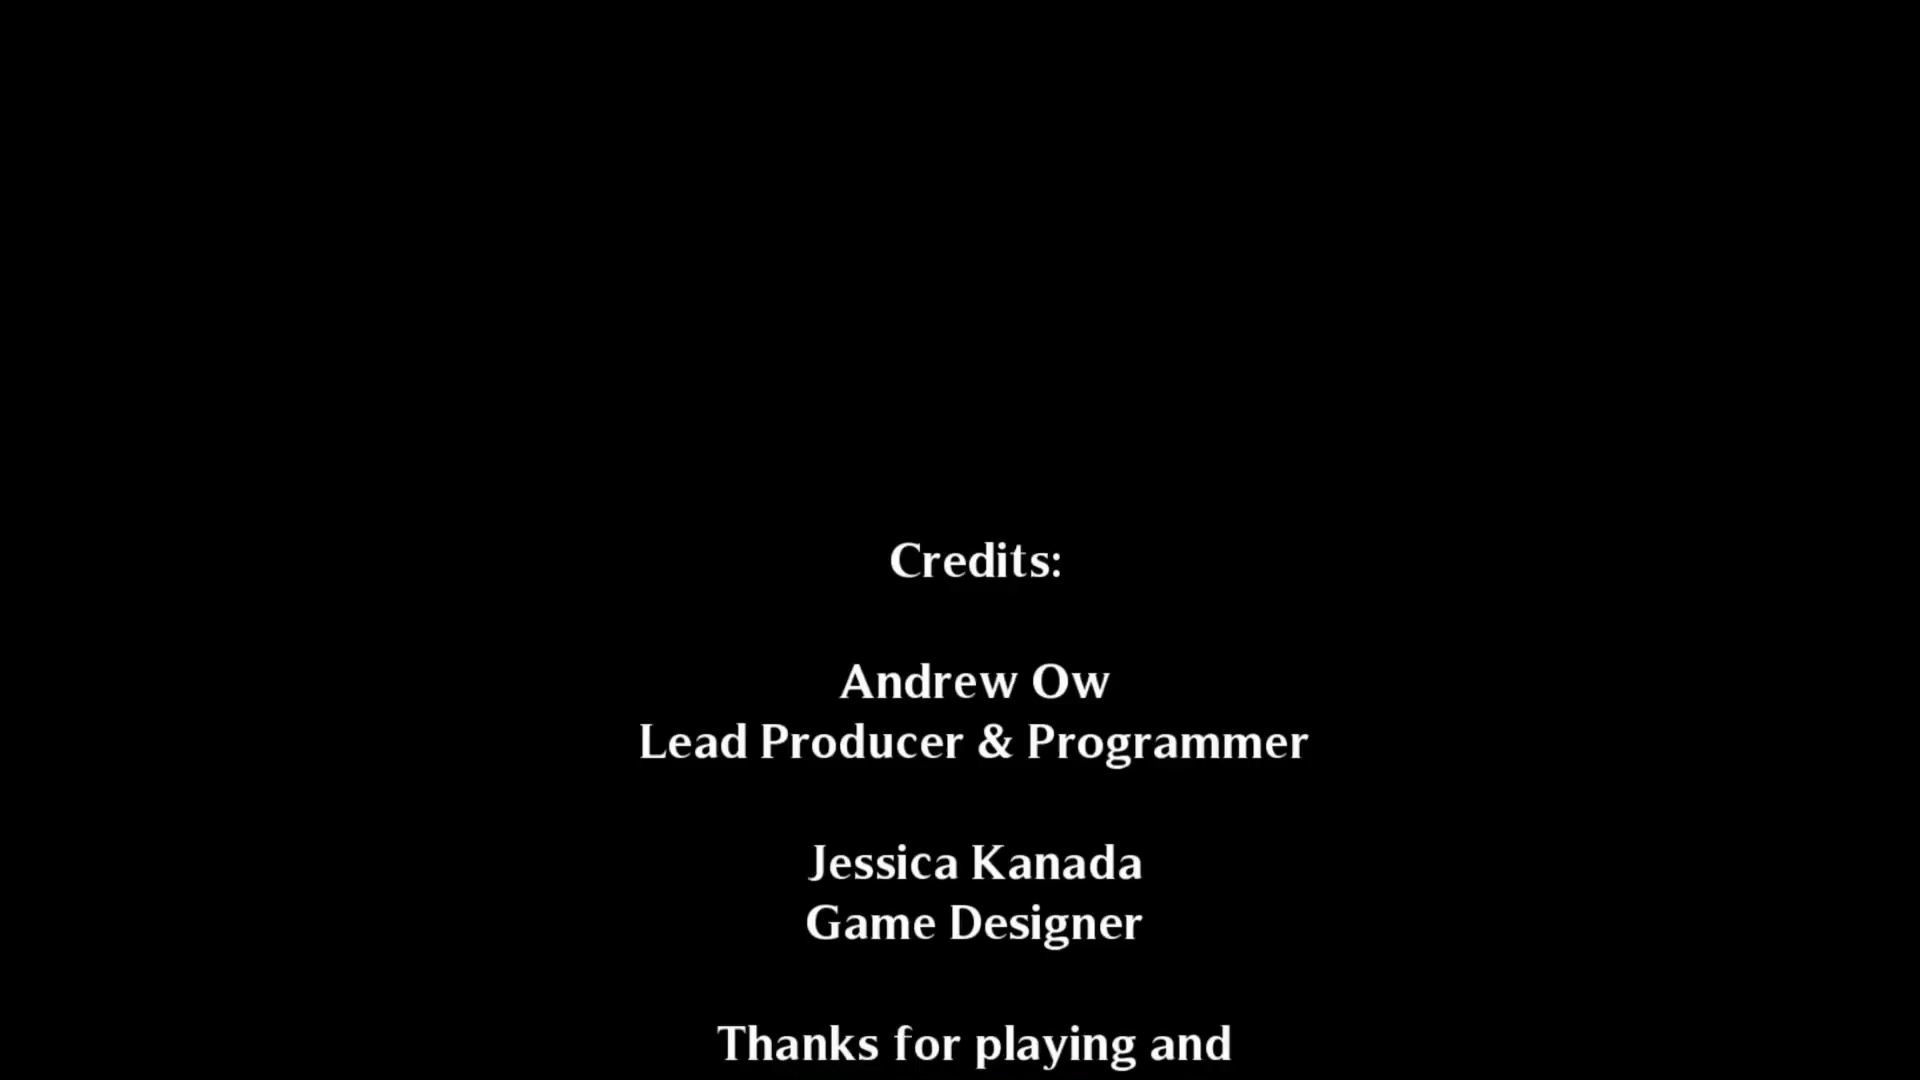 Credits:
Andrew Ow
Lead Producer & Programmer
Jessica Kanada
Game Designer
Thanks for playing and